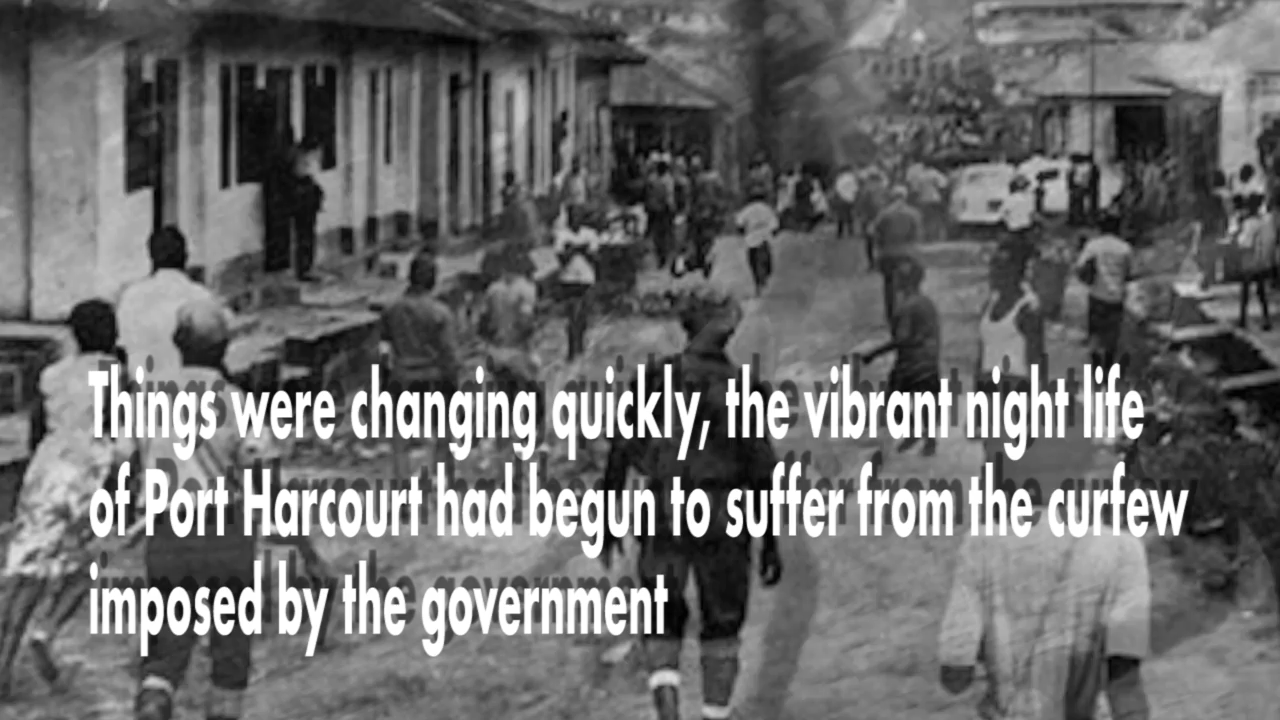 Things were changing quickly, the vibrant night life
of Port Harcourt had begun to suffer from the curfew
imposed by the government